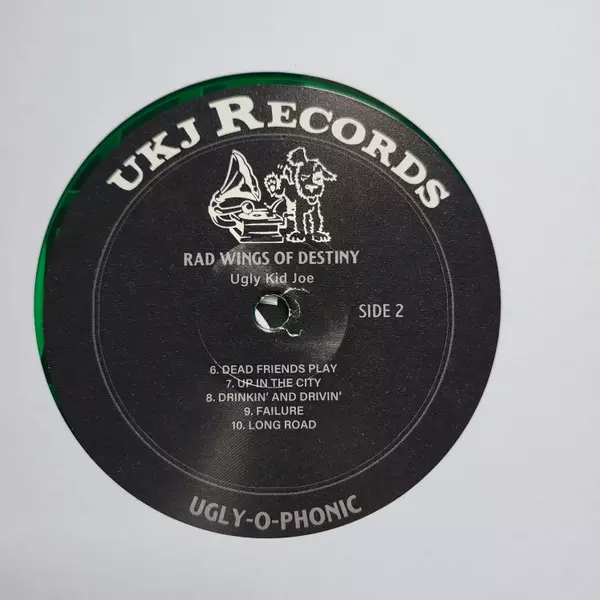 UKJ RECORDS
RAD WINGS OF DESTINY
Ugly Kid Joe
SIDE 2
6. DEAD FRIENDS PLAY
7. UP IN THE CITY
8. DRINKIN' AND DRIVIN'
9. FAILURE
10. LONG ROAD
UGLY-O-PHONIC